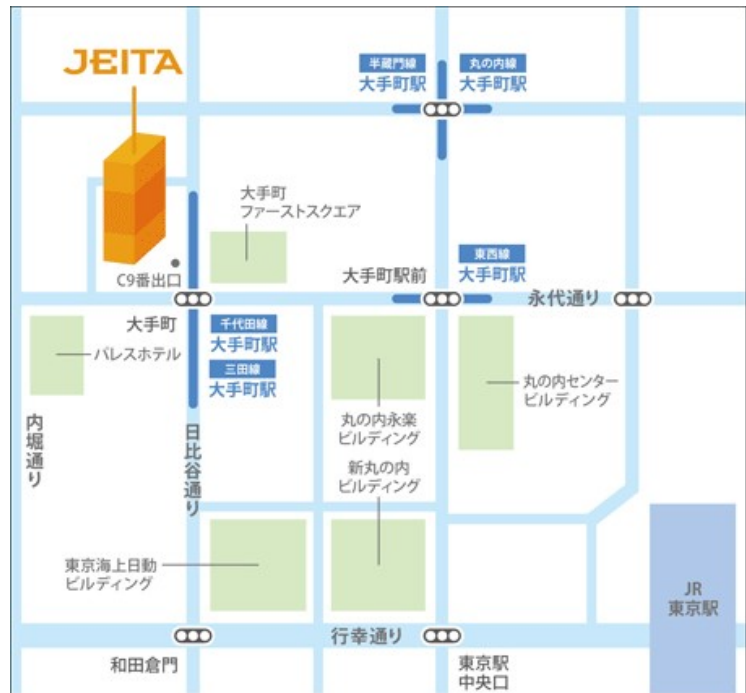 JEITA
半蔵門線
大手町駅
丸の内線
大手町駅
大手町
ファーストスクエア
C9番出口
大手町駅前
東西線
大手町駅
永代通り
大手町
千代田線
大手町駅
三田線
大手町駅
パレスホテル
丸の内センター
ビルディング
丸の内永楽
ビルディング
内堀通り
日比谷通り
新丸の内
ビルディング
東京海上日動
ビルディング
JR
東京駅
行幸通り
和田倉門
東京駅
中央口